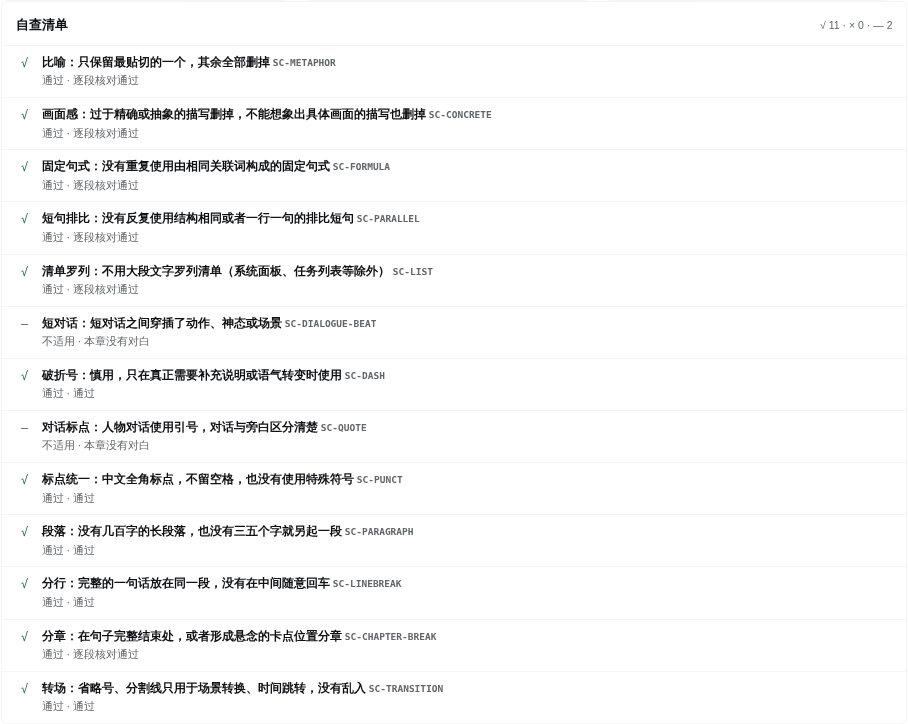 自查清单
√ 11 · × 0 · — 2
√ 比喻：只保留最贴切的一个，其余全部删掉 SC-METAPHOR
通过 · 逐段核对通过
√ 画面感：过于精确或抽象的描写删掉，不能想象出具体画面的描写也删掉 SC-CONCRETE
通过 · 逐段核对通过
√ 固定句式：没有重复使用由相同关联词构成的固定句式 SC-FORMULA
通过 · 逐段核对通过
√ 短句排比：没有反复使用结构相同或者一行一句的排比短句 SC-PARALLEL
通过 · 逐段核对通过
√ 清单罗列：不用大段文字罗列清单（系统面板、任务列表等除外） SC-LIST
通过 · 逐段核对通过
— 短对话：短对话之间穿插了动作、神态或场景 SC-DIALOGUE-BEAT
不适用 · 本章没有对白
√ 破折号：慎用，只在真正需要补充说明或语气转变时使用 SC-DASH
通过 · 通过
— 对话标点：人物对话使用引号，对话与旁白区分清楚 SC-QUOTE
不适用 · 本章没有对白
√ 标点统一：中文全角标点，不留空格，也没有使用特殊符号 SC-PUNCT
通过 · 通过
√ 段落：没有几百字的长段落，也没有三五个字就另起一段 SC-PARAGRAPH
通过 · 通过
√ 分行：完整的一句话放在同一段，没有在中间随意回车 SC-LINEBREAK
通过 · 通过
√ 分章：在句子完整结束处，或者形成悬念的卡点位置分章 SC-CHAPTER-BREAK
通过 · 逐段核对通过
√ 转场：省略号、分割线只用于场景转换、时间跳转，没有乱入 SC-TRANSITION
通过 · 通过